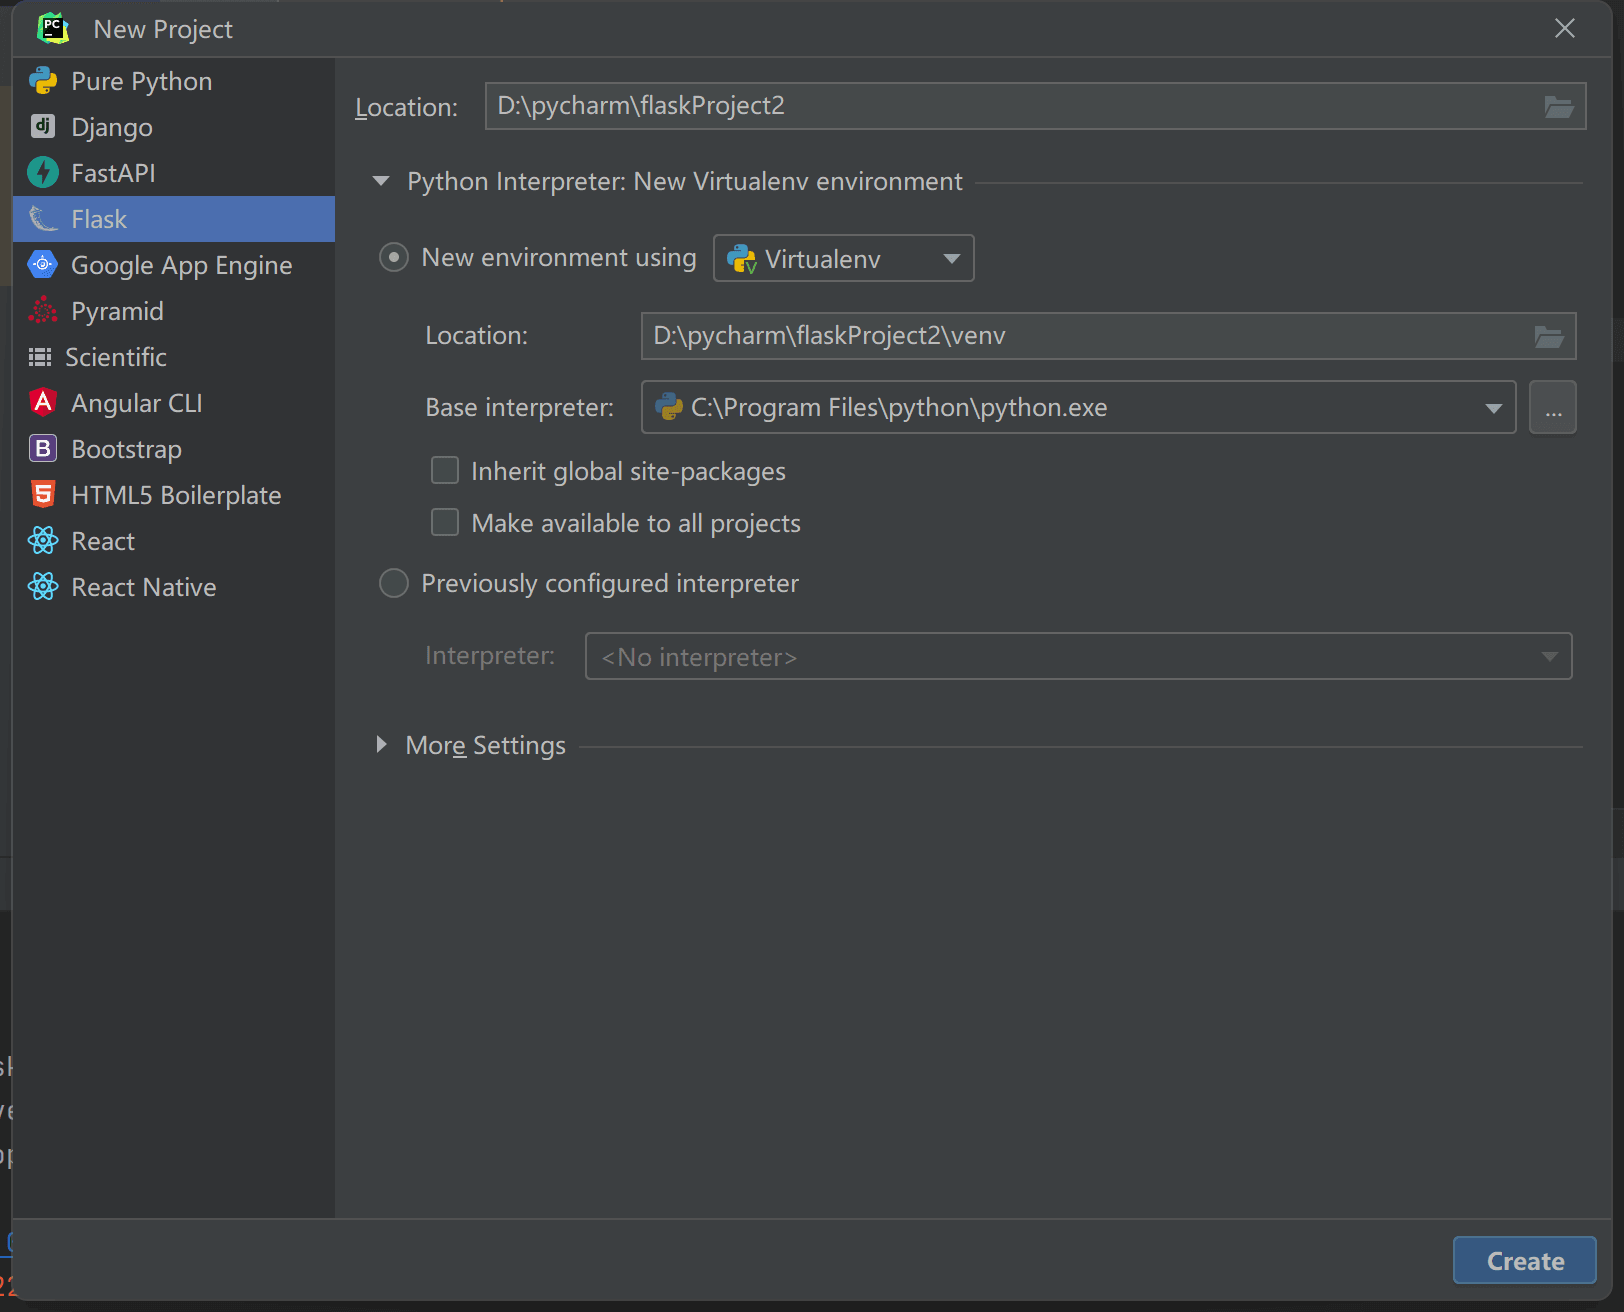 New Project
Pure Python
Django
FastAPI
Flask
Google App Engine
Pyramid
Scientific
Angular CLI
Bootstrap
HTML5 Boilerplate
React
React Native
Location: D:\pycharm\flaskProject2
Python Interpreter: New Virtualenv environment
New environment using Virtualenv
Location: D:\pycharm\flaskProject2\venv
Base interpreter: C:\Program Files\python\python.exe ...
Inherit global site-packages
Make available to all projects
Previously configured interpreter
Interpreter: <No interpreter>
More Settings
Create